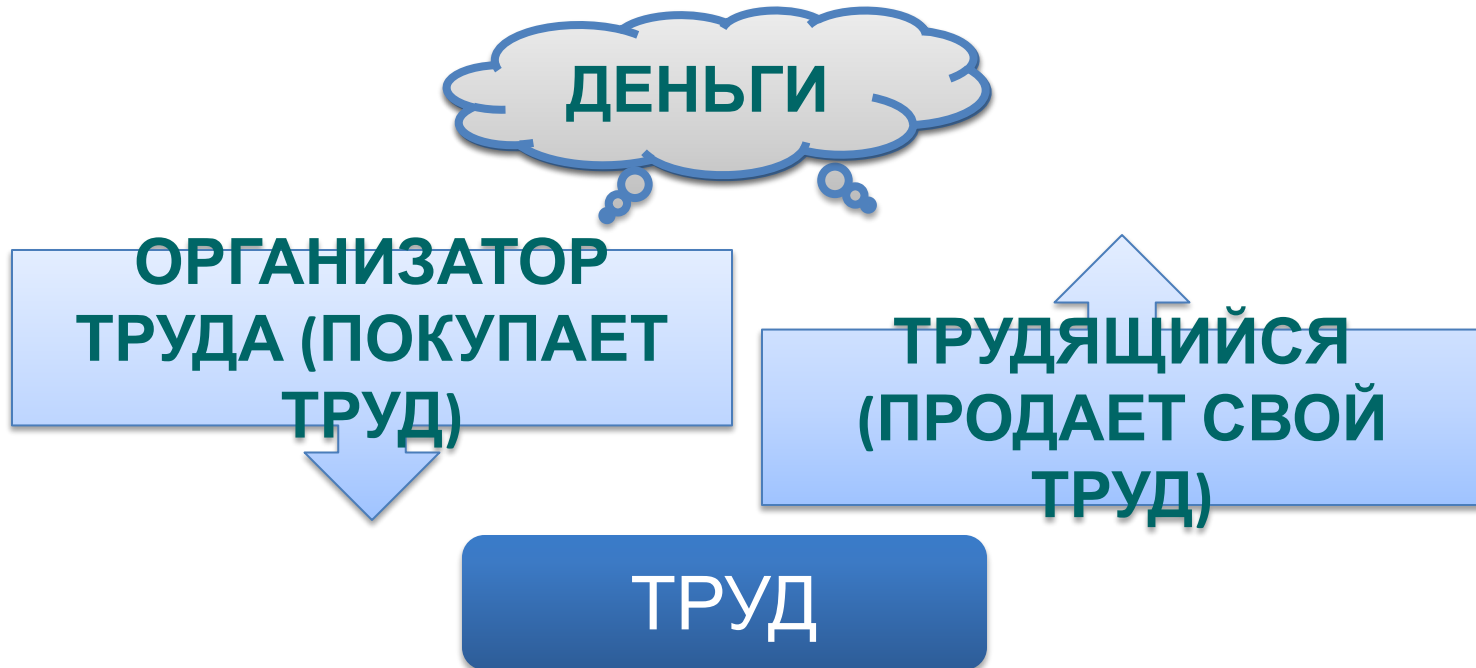 ДЕНЬГИ
ОРГАНИЗАТОР
ТРУДА (ПОКУПАЕТ
ТРУД)
ТРУДЯЩИЙСЯ
(ПРОДАЕТ СВОЙ
ТРУД)
ТРУД